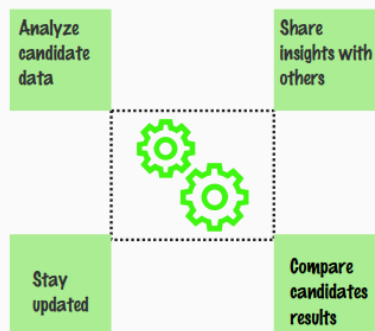 Analyze
candidate
data
Share
insights with
others
Stay
updated
Compare
candidates
results